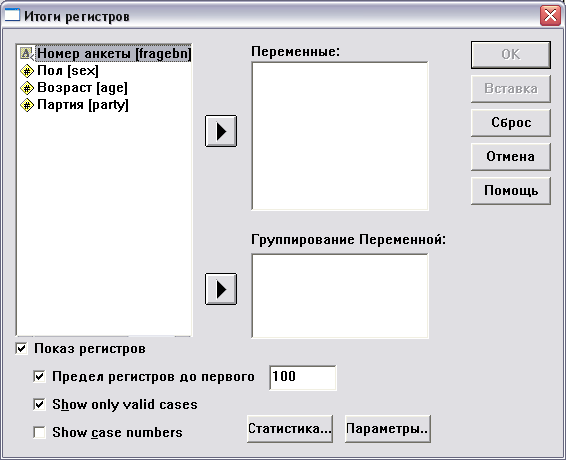 Итоги регистров
Номер анкеты [fragebn]
Пол [sex]
Возраст [age]
Партия [party]
Переменные:
Группирование Переменной:
OK
Вставка
Сброс
Отмена
Помощь
Показ регистров
Предел регистров до первого 100
Show only valid cases
Show case numbers
Статистика...
Параметры..